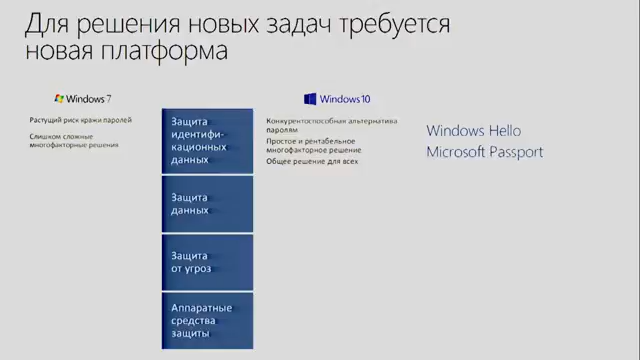 Для решения новых задач требуется
новая платформа
Windows 7
Windows 10
Растущий риск кражи паролей
Слишком сложные
многофакторные решения
Защита
идентифи-
кационных
данных
Конкурентоспособная альтернатива
паролям
Простое и рентабельное
многофакторное решение
Общее решение для всех
Windows Hello
Microsoft Passport
Защита
данных
Защита
от угроз
Аппаратные
средства
защиты